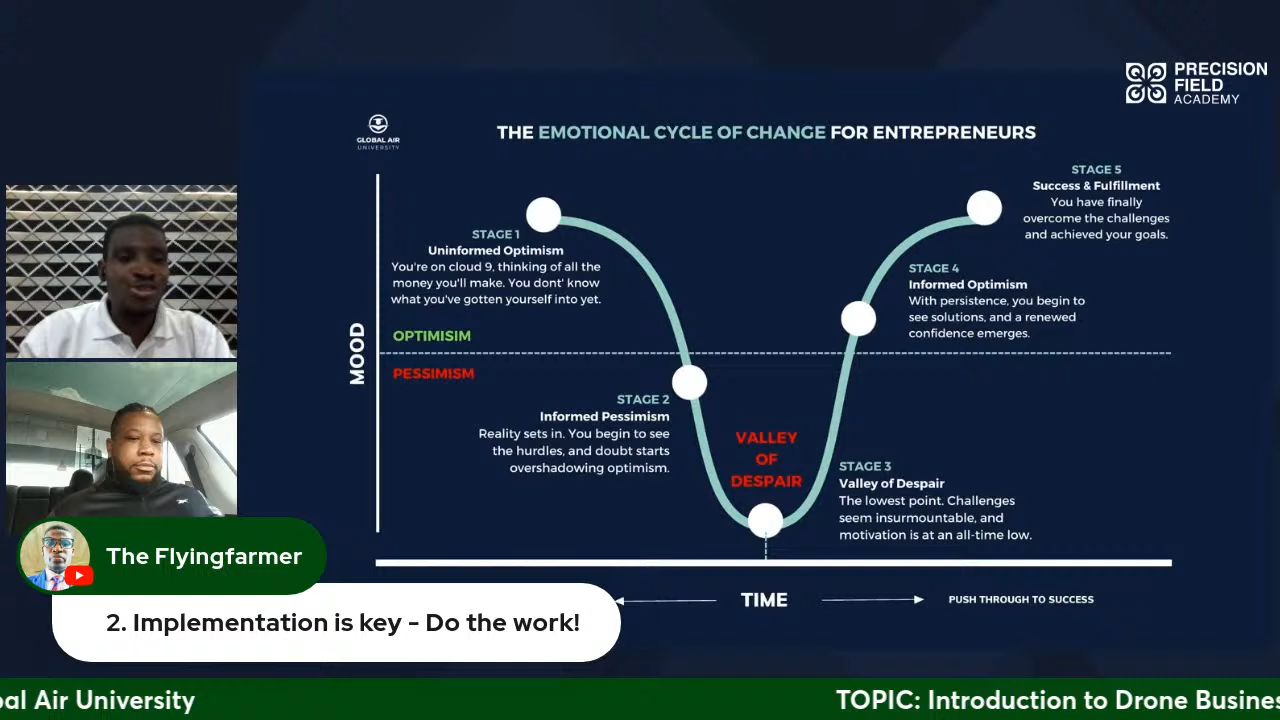 PRECISION
FIELD
ACADEMY
GLOBAL AIR
UNIVERSITY
THE EMOTIONAL CYCLE OF CHANGE FOR ENTREPRENEURS
STAGE 1
Uninformed Optimism
You're on cloud 9, thinking of all the
money you'll make. You dont' know
what you've gotten yourself into yet.
STAGE 5
Success & Fulfillment
You have finally
overcome the challenges
and achieved your goals.
STAGE 4
Informed Optimism
With persistence, you begin to
see solutions, and a renewed
confidence emerges.
MOOD
OPTIMISIM
PESSIMISM
STAGE 2
Informed Pessimism
Reality sets in. You begin to see
the hurdles, and doubt starts
overshadowing optimism.
VALLEY
OF
DESPAIR
STAGE 3
Valley of Despair
The lowest point. Challenges
seem insurmountable, and
motivation is at an all-time low.
TIME
PUSH THROUGH TO SUCCESS
The Flyingfarmer
2. Implementation is key - Do the work!
bal Air University
TOPIC: Introduction to Drone Busines